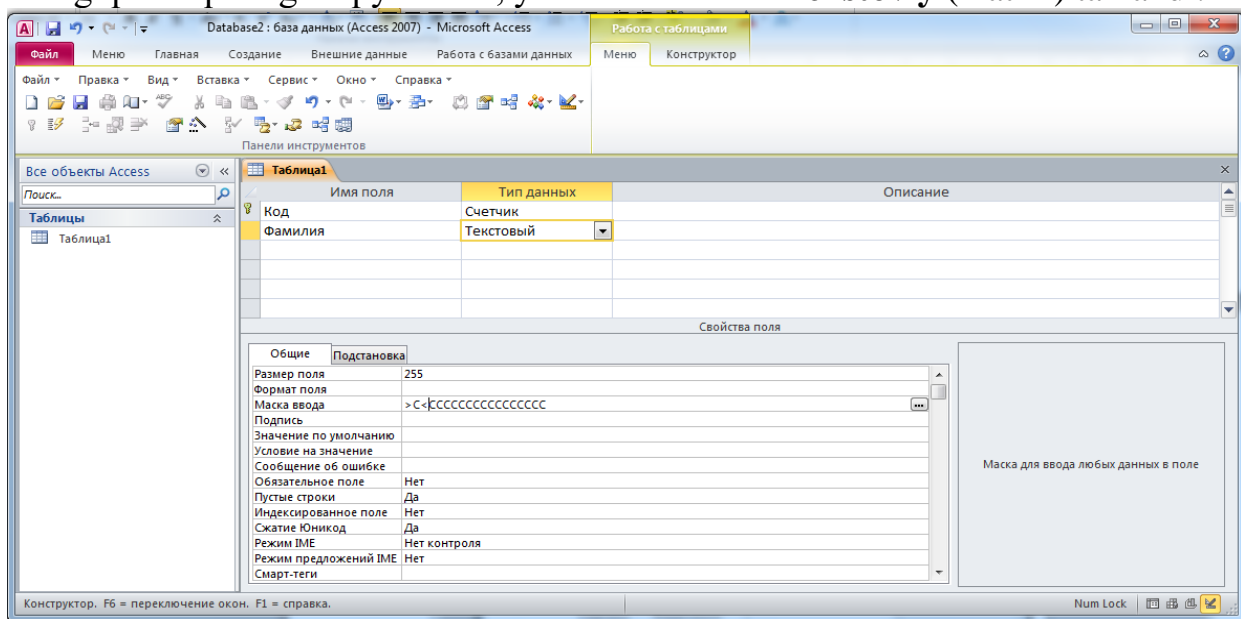 Database2 : база данных (Access 2007) - Microsoft Access
Работа с таблицами
Файл Меню Главная Создание Внешние данные Работа с базами данных Меню Конструктор
Файл Правка Вид Вставка Сервис Окно Справка
Панели инструментов
Все объекты Access
Поиск...
Таблицы
Таблица1
Таблица1
Имя поля Тип данных Описание
Код Счетчик
Фамилия Текстовый
Свойства поля
Общие Подстановка
Размер поля 255
Формат поля
Маска ввода >C<CCCCCCCCCCCCCCCC
Подпись
Значение по умолчанию
Условие на значение
Сообщение об ошибке
Обязательное поле Нет
Пустые строки Да
Индексированное поле Нет
Сжатие Юникод Да
Режим IME Нет контроля
Режим предложений IME Нет
Смарт-теги
Маска для ввода любых данных в поле
Конструктор. F6 = переключение окон. F1 = справка. Num Lock